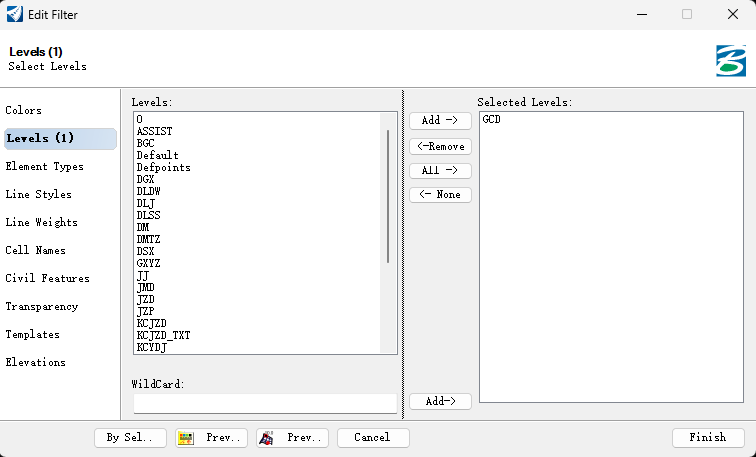 Edit Filter
Levels (1)
Select Levels
Colors
Levels (1)
Element Types
Line Styles
Line Weights
Cell Names
Civil Features
Transparency
Templates
Elevations
Levels:
0
ASSIST
BGC
Default
Defpoints
DGX
DLDW
DLJ
DLSS
DM
DMTZ
DSX
GXYZ
JJ
JMD
JZD
JZP
KCJZD
KCJZD_TXT
KCYDJ
WildCard:
Add ->
<-Remove
All ->
<- None
Add->
Selected Levels:
GCD
By Sel..
Prev..
Prev..
Cancel
Finish